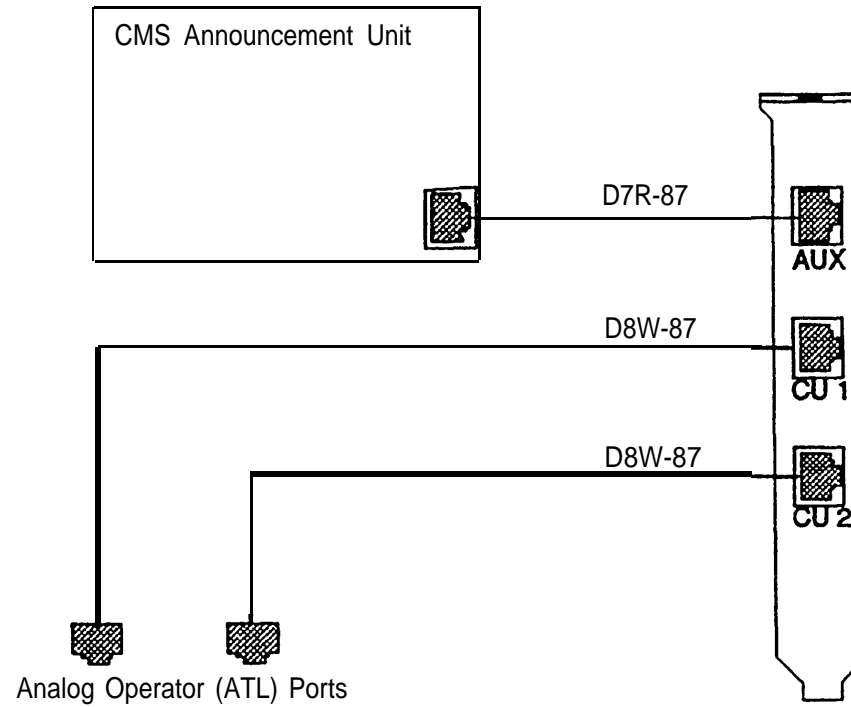 CMS Announcement Unit
D7R-87
AUX
D8W-87
CU 1
D8W-87
CU 2
Analog Operator (ATL) Ports